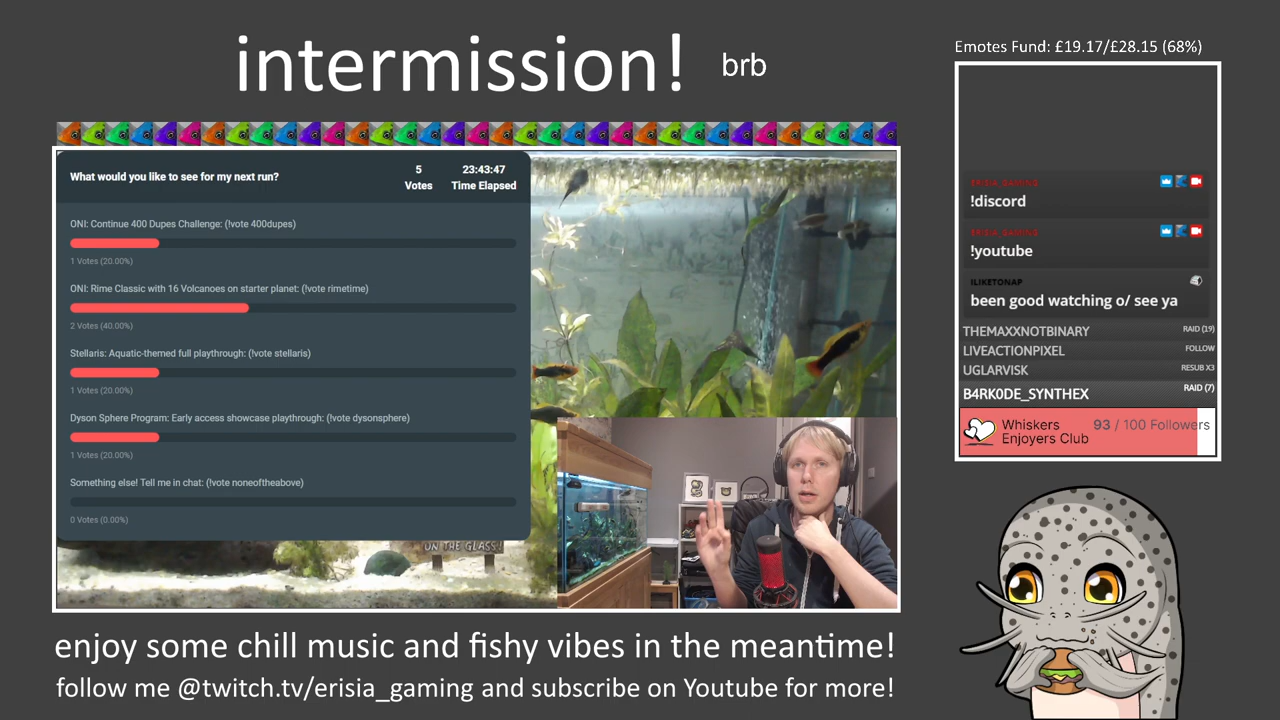 intermission! brb
Emotes Fund: £19.17/£28.15 (68%)
What would you like to see for my next run?
5
Votes
23:43:47
Time Elapsed
ONI: Continue 400 Dupes Challenge: (!vote 400dupes)
1 Votes (20.00%)
ONI: Rime Classic with 16 Volcanoes on starter planet: (!vote rimetime)
2 Votes (40.00%)
Stellaris: Aquatic-themed full playthrough: (!vote stellaris)
1 Votes (20.00%)
Dyson Sphere Program: Early access showcase playthrough: (!vote dysonsphere)
1 Votes (20.00%)
Something else! Tell me in chat: (!vote noneoftheabove)
0 Votes (0.00%)
ON THE GLASS!
ERISIA_GAMING
!discord
ERISIA_GAMING
!youtube
ILIKETONAP
been good watching o/ see ya
THEMAXXNOTBINARY RAID (19)
LIVEACTIONPIXEL FOLLOW
UGLARVISK RESUB X3
B4RK0DE_SYNTHEX RAID (7)
Whiskers
Enjoyers Club
93 / 100 Followers
enjoy some chill music and fishy vibes in the meantime!
follow me @twitch.tv/erisia_gaming and subscribe on Youtube for more!